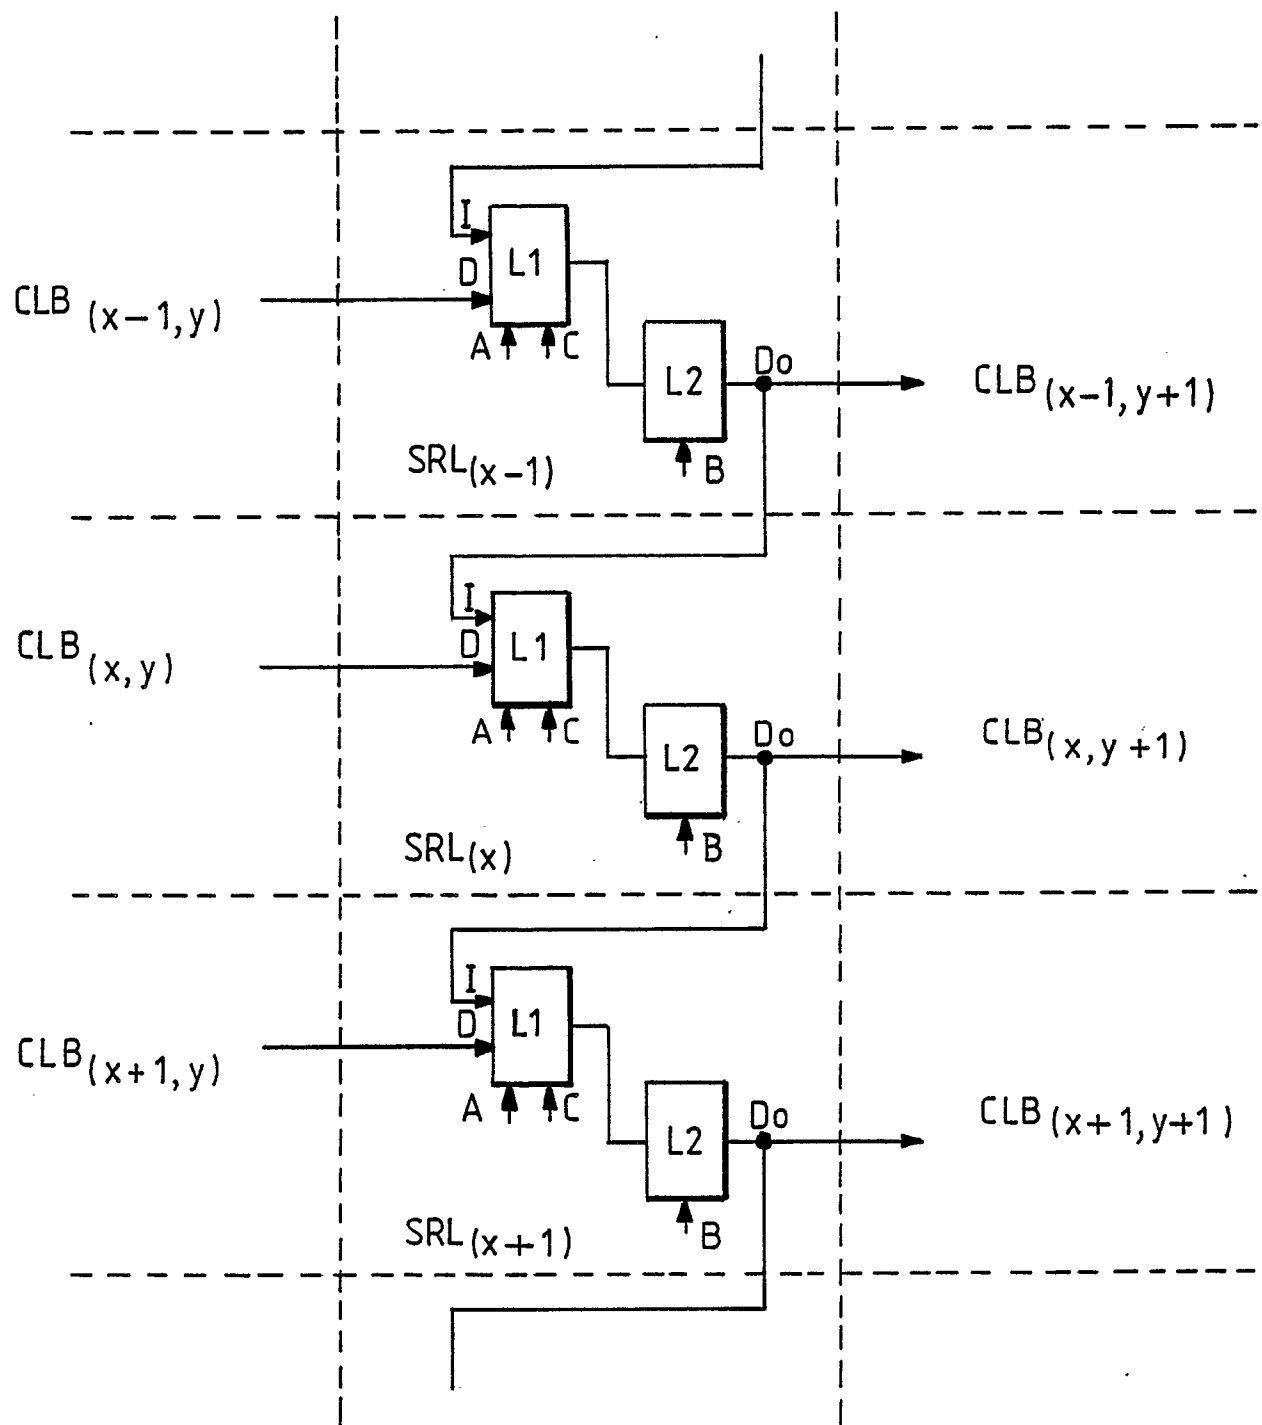 I
D
L1
CLB (x-1,y)
A
C
L2
Do
CLB (x-1, y+1)
B
SRL(x-1)
I
D
L1
CLB (x,y)
A
C
L2
Do
CLB (x,y+1)
B
SRL(x)
I
D
L1
CLB (x+1,y)
A
C
L2
Do
CLB (x+1,y+1)
B
SRL(x+1)